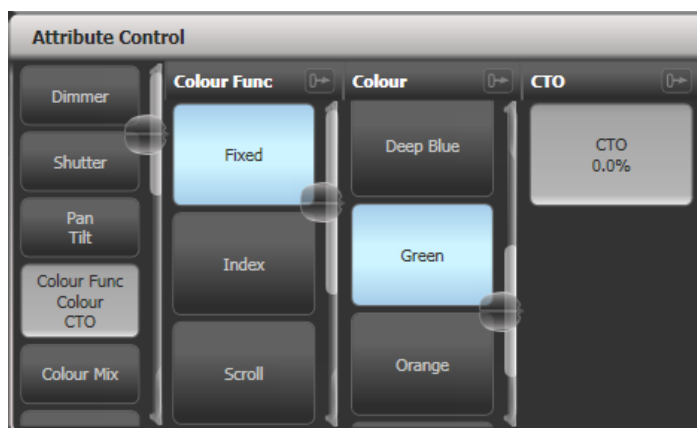 Attribute Control
Dimmer
Shutter
Pan
Tilt
Colour Func
Colour
CTO
Colour Mix
Colour Func
Fixed
Index
Scroll
Colour
Deep Blue
Green
Orange
CTO
CTO
0.0%